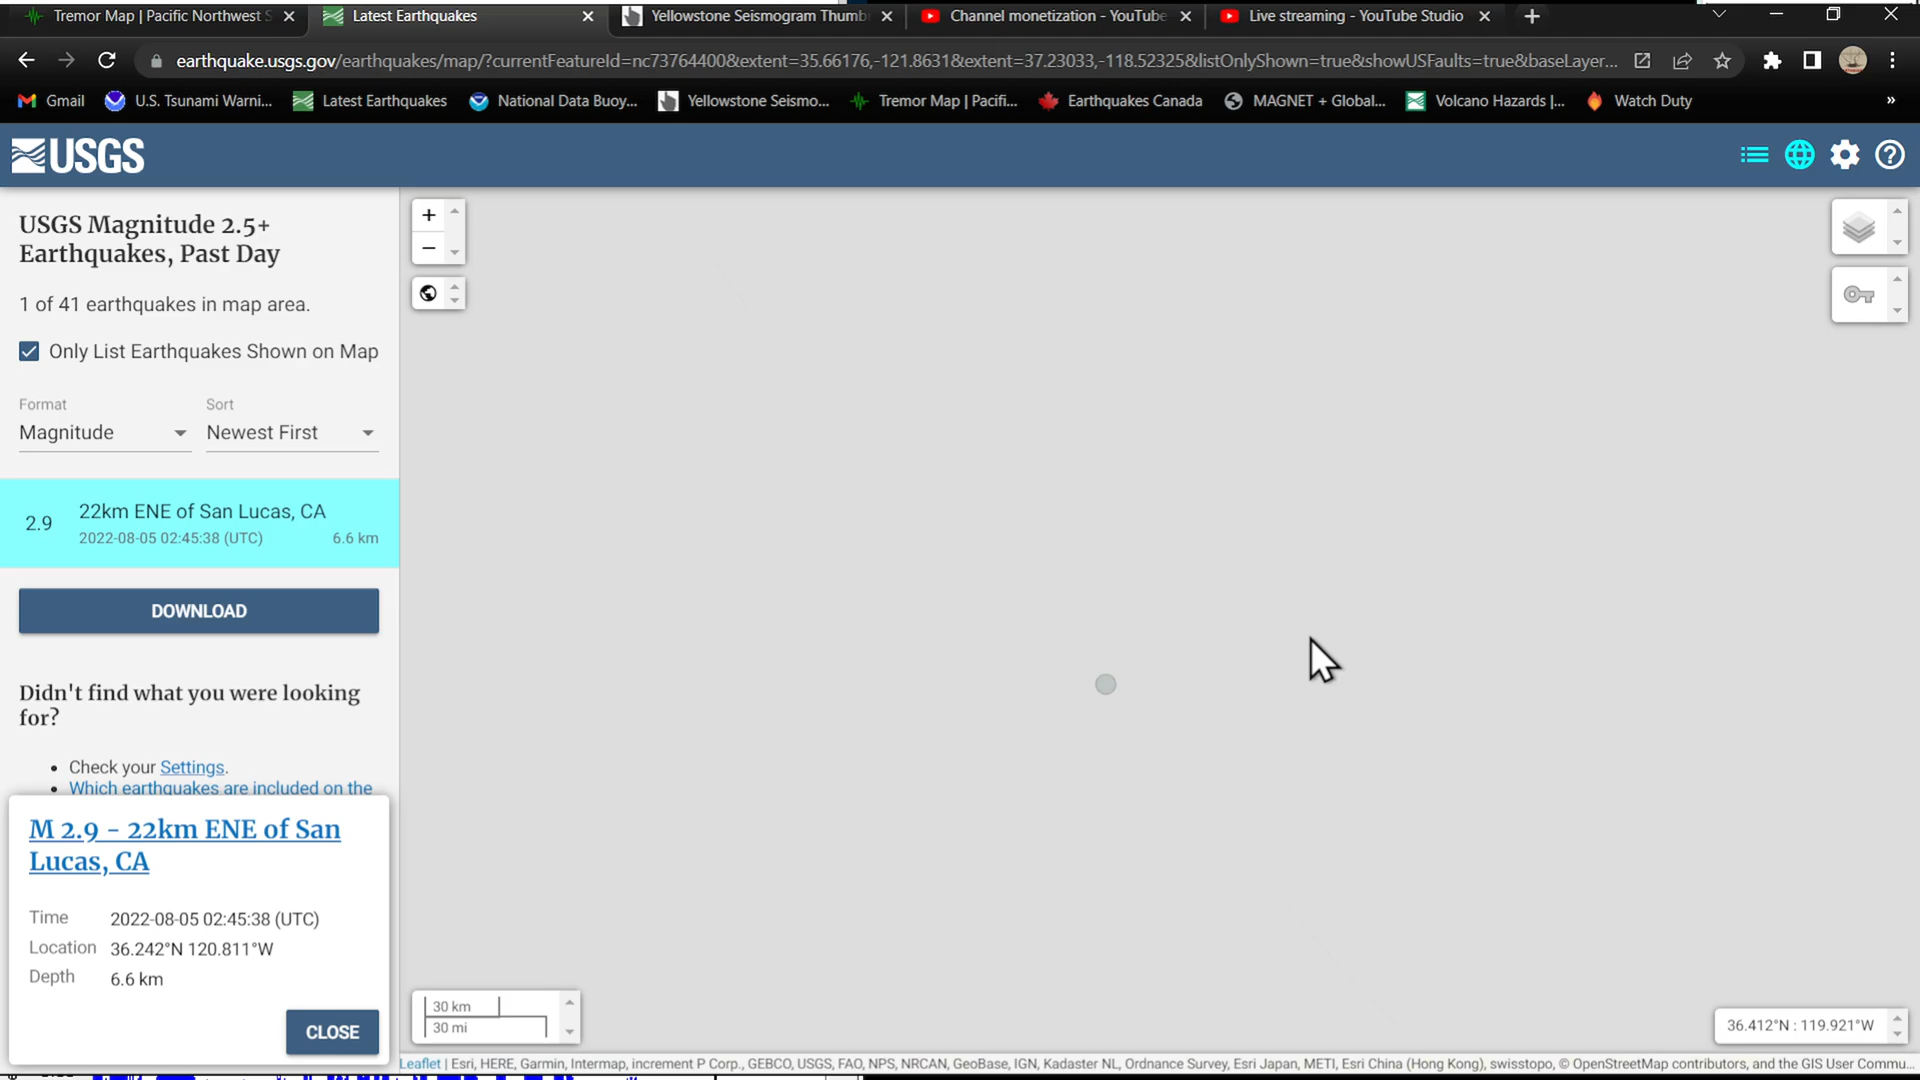 Tremor Map | Pacific Northwest S
Latest Earthquakes
Yellowstone Seismogram Thumb
Channel monetization - YouTube
Live streaming - YouTube Studio
earthquake.usgs.gov/earthquakes/map/?currentFeatureId=nc73764400&extent=35.66176,-121.8631&extent=37.23033,-118.52325&listOnlyShown=true&showUSFaults=true&baseLayer...
Gmail
U.S. Tsunami Warni...
Latest Earthquakes
National Data Buoy...
Yellowstone Seismo...
Tremor Map | Pacifi...
Earthquakes Canada
MAGNET + Global...
Volcano Hazards |...
Watch Duty
»
USGS
USGS Magnitude 2.5+
Earthquakes, Past Day
1 of 41 earthquakes in map area.
Only List Earthquakes Shown on Map
Format
Sort
Magnitude
Newest First
2.9
22km ENE of San Lucas, CA
2022-08-05 02:45:38 (UTC)
6.6 km
DOWNLOAD
Didn't find what you were looking
for?
• Check your Settings.
• Which earthquakes are included on the
M 2.9 - 22km ENE of San
Lucas, CA
Time 2022-08-05 02:45:38 (UTC)
Location 36.242°N 120.811°W
Depth 6.6 km
CLOSE
+
−
30 km
30 mi
36.412°N : 119.921°W
Leaflet | Esri, HERE, Garmin, Intermap, increment P Corp., GEBCO, USGS, FAO, NPS, NRCAN, GeoBase, IGN, Kadaster NL, Ordnance Survey, Esri Japan, METI, Esri China (Hong Kong), swisstopo, © OpenStreetMap contributors, and the GIS User Commu...